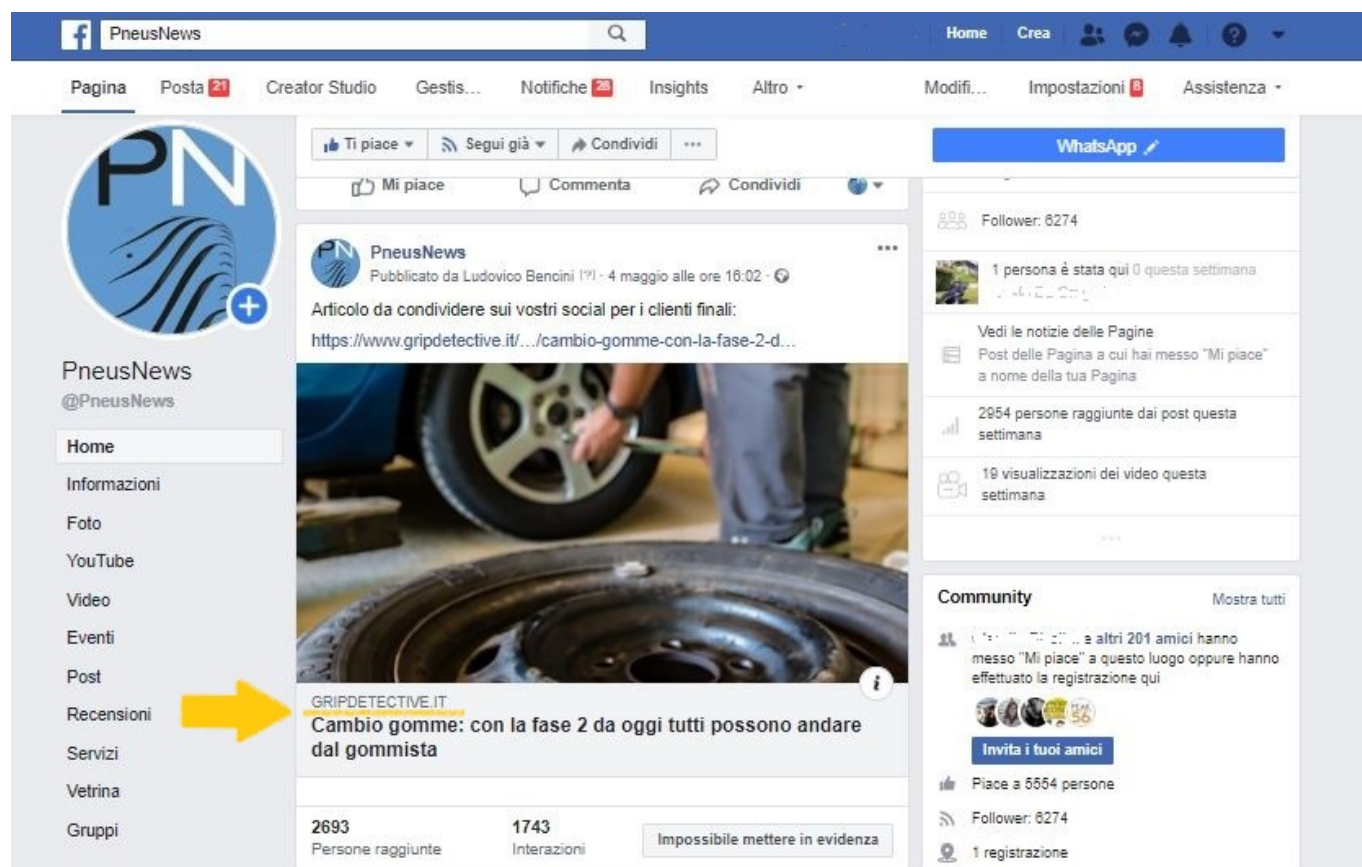 PneusNews
Home Crea
Pagina Posta 21 Creator Studio Gestis... Notifiche 28 Insights Altro Modifi... Impostazioni 8 Assistenza
PN
PneusNews
@PneusNews
Home
Informazioni
Foto
YouTube
Video
Eventi
Post
Recensioni
Servizi
Vetrina
Gruppi
Ti piace Segui già Condividi ...
Mi piace Commenta Condividi
PN
PneusNews
Pubblicato da Ludovico Bencini [?] · 4 maggio alle ore 16:02 ·
Articolo da condividere sui vostri social per i clienti finali:
https://www.gripdetective.it/.../cambio-gomme-con-la-fase-2-d...
GRIPDETECTIVE.IT
Cambio gomme: con la fase 2 da oggi tutti possono andare
dal gommista
2693 1743 Impossibile mettere in evidenza
Persone raggiunte Interazioni
WhatsApp
Follower: 6274
1 persona è stata qui 0 questa settimana
Vedi le notizie delle Pagine
Post delle Pagina a cui hai messo "Mi piace"
a nome della tua Pagina
2954 persone raggiunte dai post questa
settimana
19 visualizzazioni dei video questa
settimana
...
Community Mostra tutti
e altri 201 amici hanno
messo "Mi piace" a questo luogo oppure hanno
effettuato la registrazione qui
56
Invita i tuoi amici
Piace a 5554 persone
Follower: 6274
1 registrazione